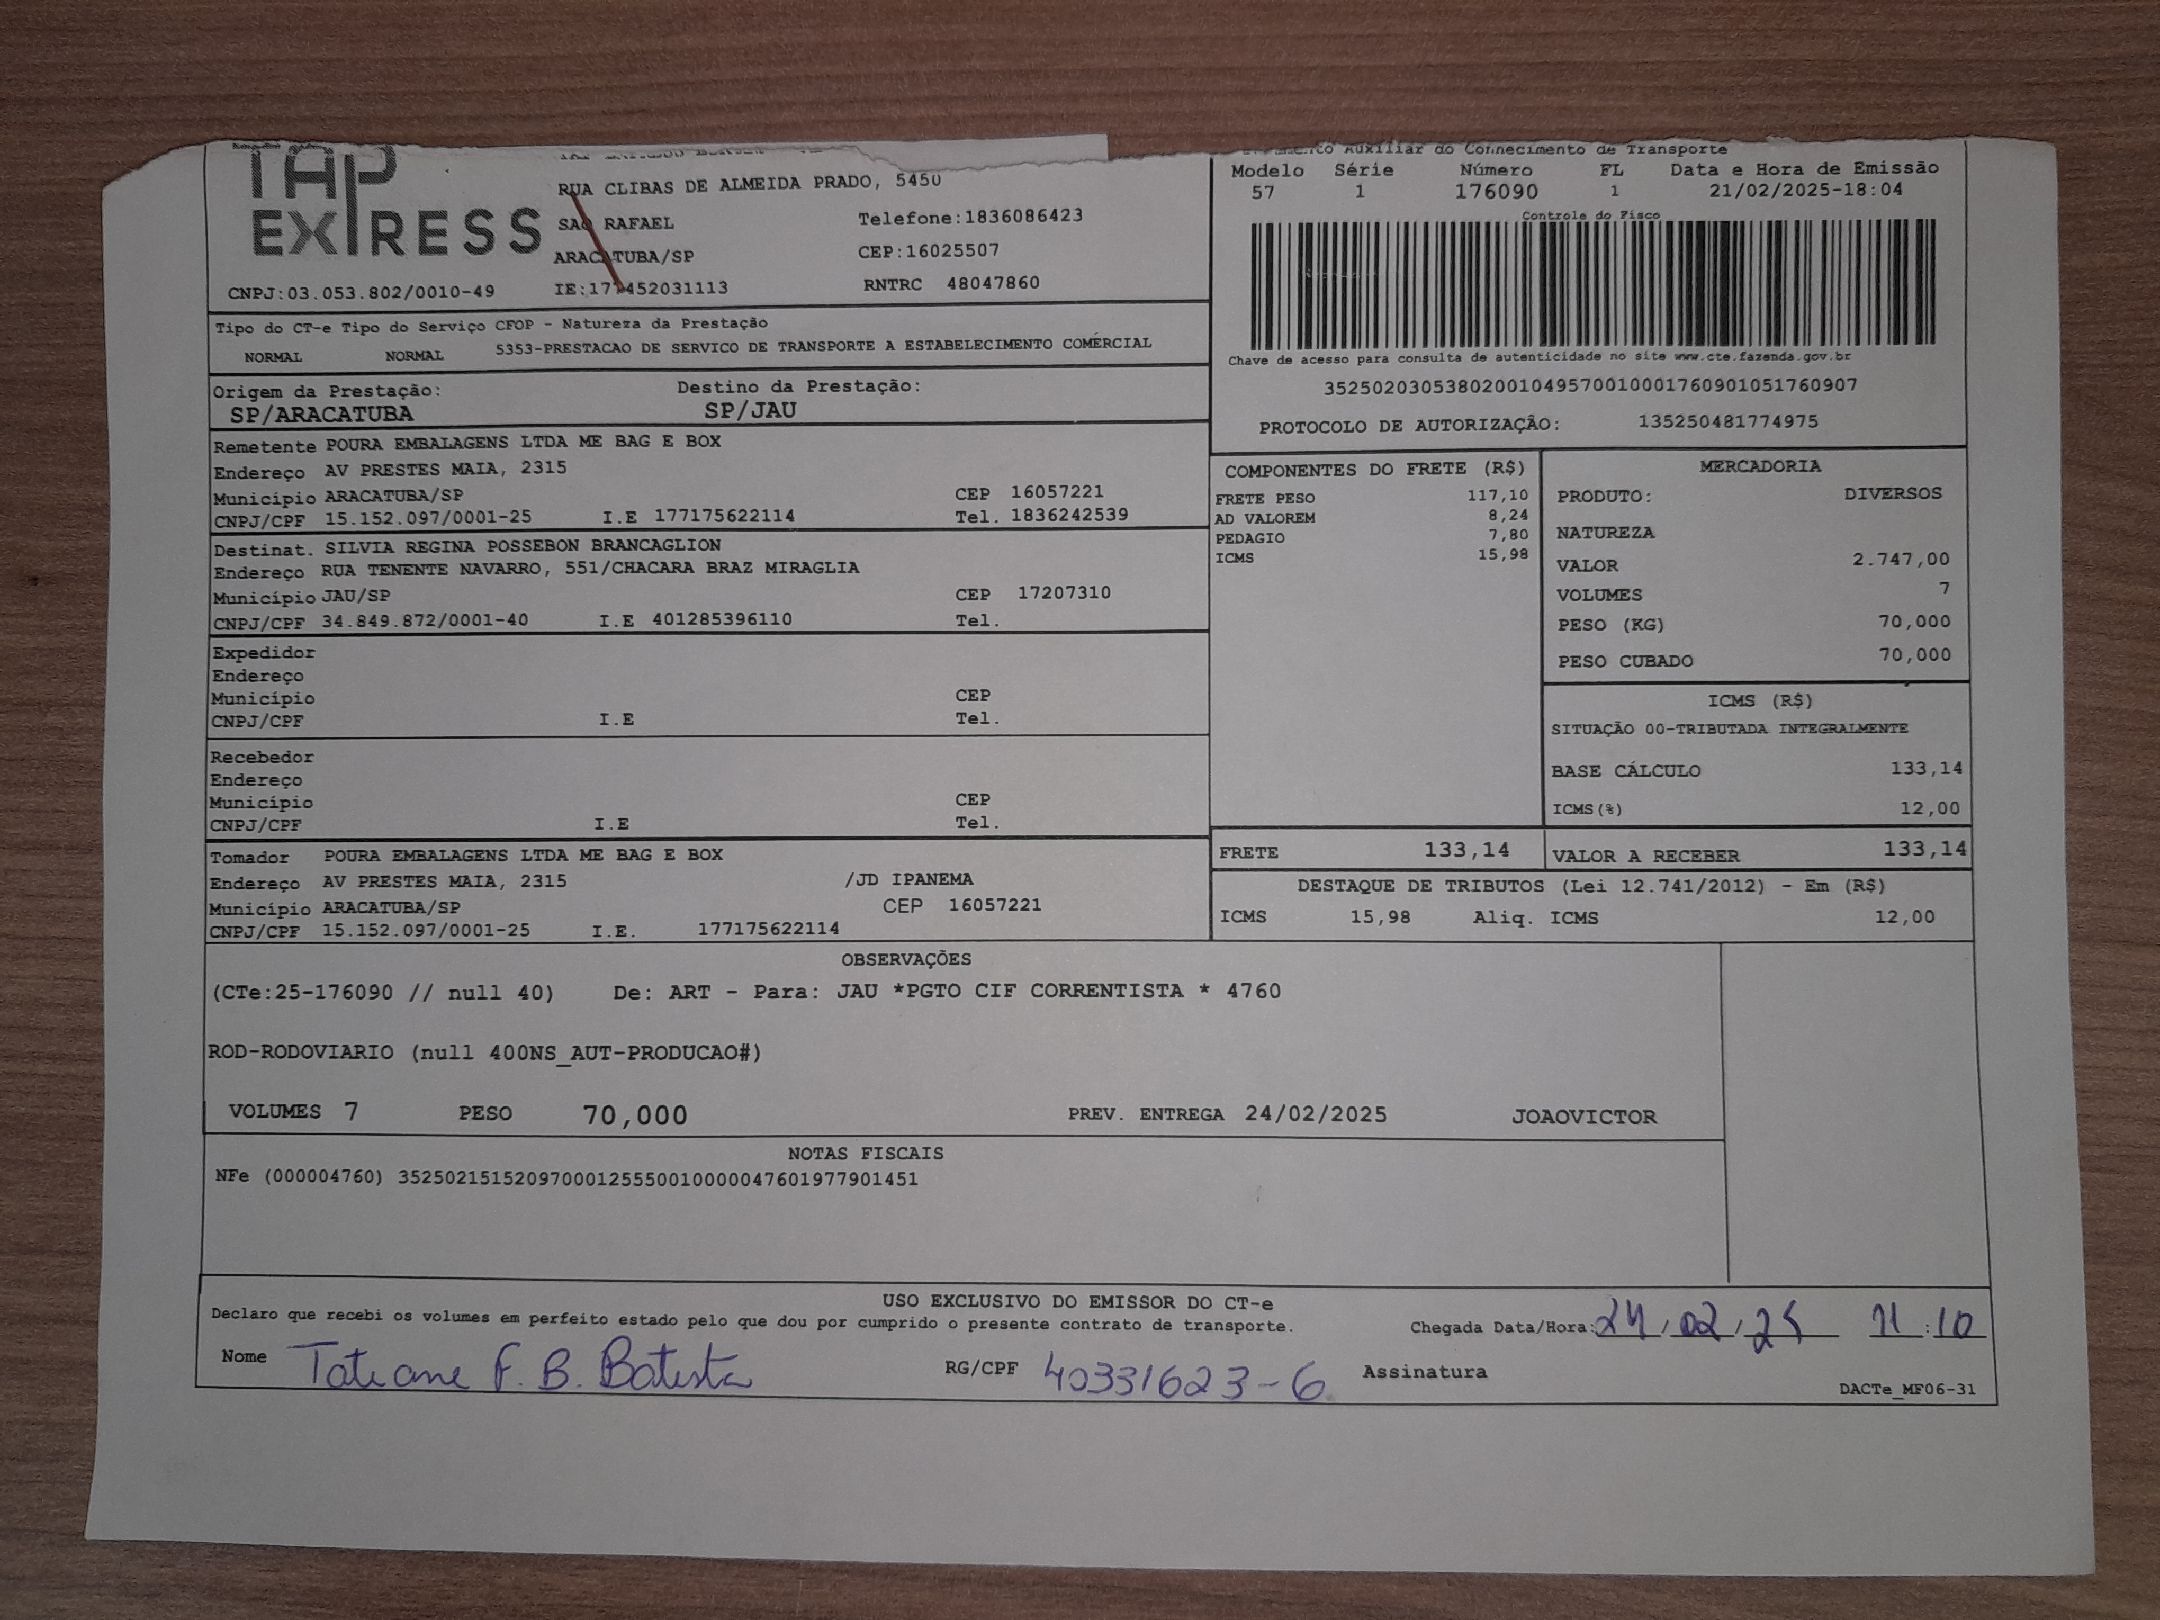 TAP
EXPRESS
RUA CLIBAS DE ALMEIDA PRADO, 5450
SAO RAFAEL Telefone:1836086423
ARACATUBA/SP CEP:16025507
CNPJ:03.053.802/0010-49 IE:177452031113 RNTRC 48047860
Auxiliar do Conhecimento de Transporte
Modelo Série Número FL Data e Hora de Emissão
57 1 176090 1 21/02/2025-18:04
Controle do Fisco
Chave de acesso para consulta de autenticidade no site www.cte.fazenda.gov.br
35250203053802001049570010001760901051760907
PROTOCOLO DE AUTORIZAÇÃO: 135250481774975
Tipo do CT-e Tipo do Serviço CFOP - Natureza da Prestação
NORMAL NORMAL 5353-PRESTACAO DE SERVICO DE TRANSPORTE A ESTABELECIMENTO COMÉRCIAL
Origem da Prestação: Destino da Prestação:
SP/ARACATUBA SP/JAU
Remetente POURA EMBALAGENS LTDA ME BAG E BOX
Endereço AV PRESTES MAIA, 2315
Município ARACATUBA/SP CEP 16057221
CNPJ/CPF 15.152.097/0001-25 I.E 177175622114 Tel. 1836242539
Destinat. SILVIA REGINA POSSEBON BRANCAGLION
Endereço RUA TENENTE NAVARRO, 551/CHACARA BRAZ MIRAGLIA
Município JAU/SP CEP 17207310
CNPJ/CPF 34.849.872/0001-40 I.E 401285396110 Tel.
Expedidor
Endereço
Município CEP
CNPJ/CPF I.E Tel.
Recebedor
Endereço
Município CEP
CNPJ/CPF I.E Tel.
Tomador POURA EMBALAGENS LTDA ME BAG E BOX
Endereço AV PRESTES MAIA, 2315 /JD IPANEMA
Município ARACATUBA/SP CEP 16057221
CNPJ/CPF 15.152.097/0001-25 I.E. 177175622114
COMPONENTES DO FRETE (R$)
FRETE PESO 117,10
AD VALOREM 8,24
PEDAGIO 7,80
ICMS 15,98
MERCADORIA
PRODUTO: DIVERSOS
NATUREZA
VALOR 2.747,00
VOLUMES 7
PESO (KG) 70,000
PESO CUBADO 70,000
ICMS (R$)
SITUAÇÃO 00-TRIBUTADA INTEGRALMENTE
BASE CÁLCULO 133,14
ICMS(%) 12,00
FRETE 133,14 VALOR A RECEBER 133,14
DESTAQUE DE TRIBUTOS (Lei 12.741/2012) - Em (R$)
ICMS 15,98 Aliq. ICMS 12,00
OBSERVAÇÕES
(CTe:25-176090 // null 40) De: ART - Para: JAU *PGTO CIF CORRENTISTA * 4760
ROD-RODOVIARIO (null 400NS_AUT-PRODUCAO#)
VOLUMES 7 PESO 70,000 PREV. ENTREGA 24/02/2025 JOAOVICTOR
NOTAS FISCAIS
NFe (000004760) 35250215152097000125550010000047601977901451
USO EXCLUSIVO DO EMISSOR DO CT-e
Declaro que recebi os volumes em perfeito estado pelo que dou por cumprido o presente contrato de transporte. Chegada Data/Hora: 24/02/25 11:10
Nome Tatiane F. B. Batista RG/CPF 40331623-6 Assinatura
DACTe_MF06-31